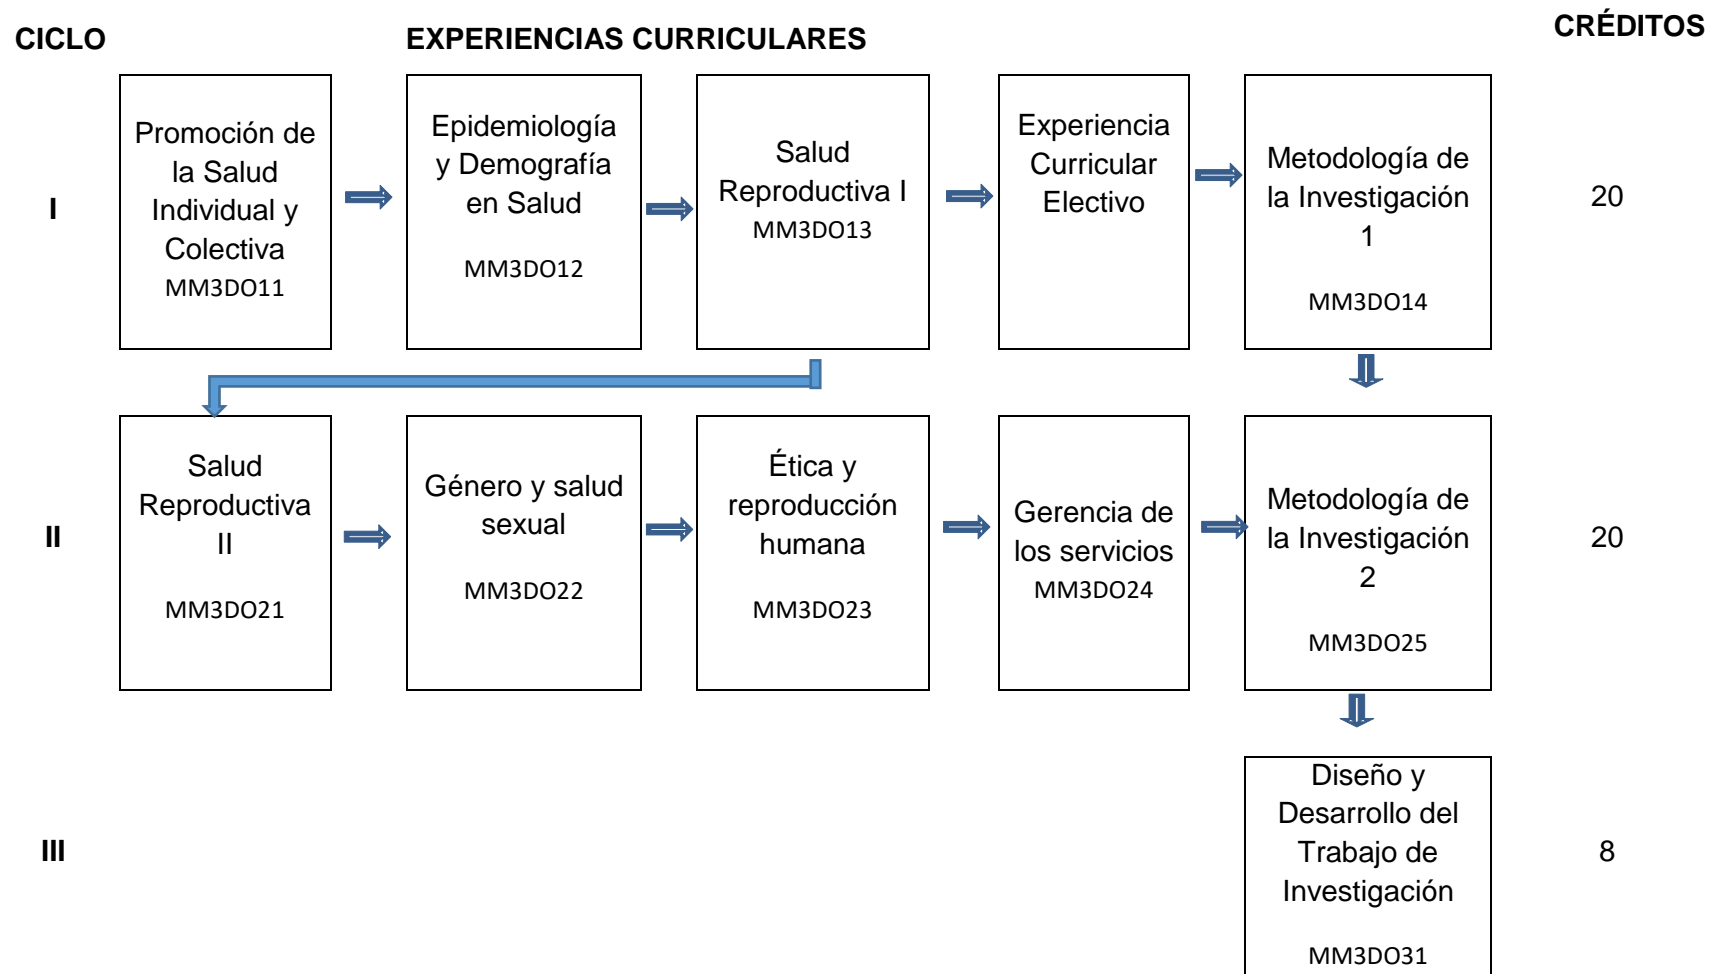 CICLO
EXPERIENCIAS CURRICULARES
CRÉDITOS
I
Promoción de
la Salud
Individual y
Colectiva
MM3DO11
Epidemiología
y Demografía
en Salud
MM3DO12
Salud
Reproductiva I
MM3DO13
Experiencia
Curricular
Electivo
Metodología de
la Investigación
1
MM3DO14
20
II
Salud
Reproductiva
II
MM3DO21
Género y salud
sexual
MM3DO22
Ética y
reproducción
humana
MM3DO23
Gerencia de
los servicios
MM3DO24
Metodología de
la Investigación
2
MM3DO25
20
III
Diseño y
Desarrollo del
Trabajo de
Investigación
MM3DO31
8